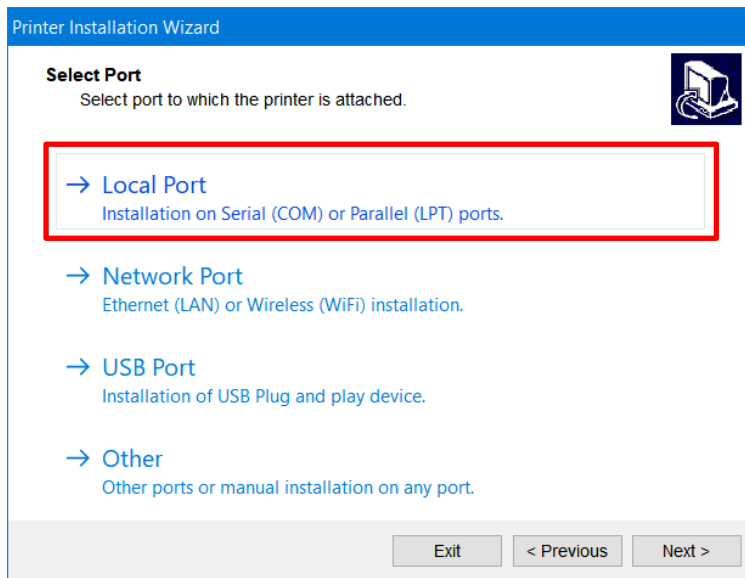 Printer Installation Wizard
Select Port
Select port to which the printer is attached.
→ Local Port
Installation on Serial (COM) or Parallel (LPT) ports.
→ Network Port
Ethernet (LAN) or Wireless (WiFi) installation.
→ USB Port
Installation of USB Plug and play device.
→ Other
Other ports or manual installation on any port.
Exit < Previous Next >